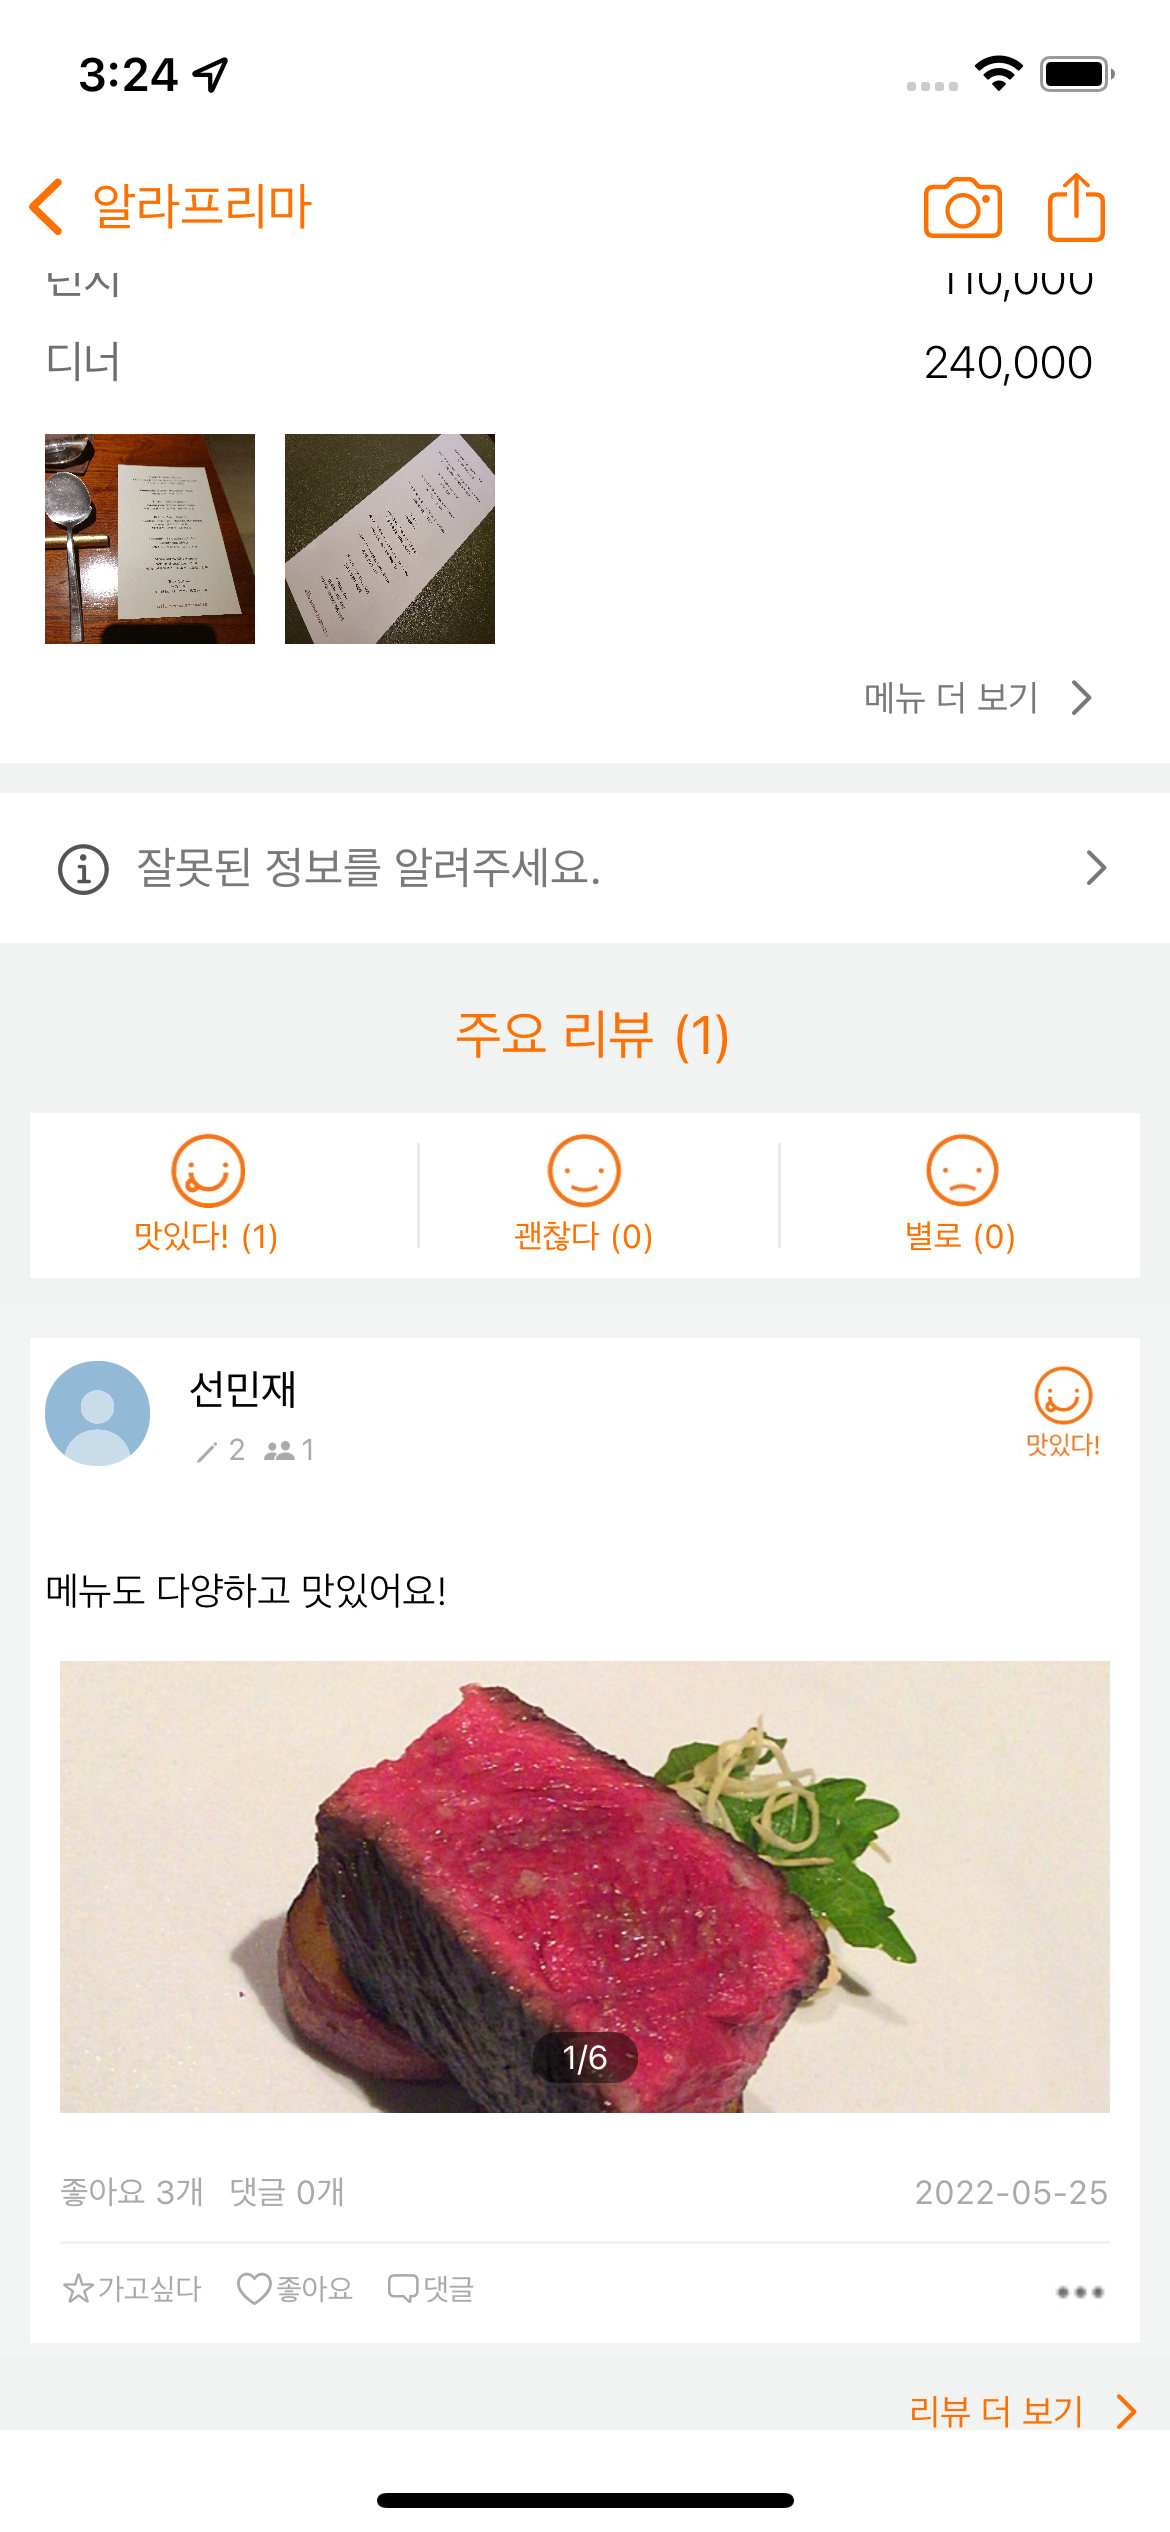 3:24
알라프리마
런치 110,000
디너 240,000
메뉴 더 보기
잘못된 정보를 알려주세요.
주요 리뷰 (1)
맛있다! (1) 괜찮다 (0) 별로 (0)
선민재
2 1
맛있다!
메뉴도 다양하고 맛있어요!
1/6
좋아요 3개 댓글 0개 2022-05-25
가고싶다 좋아요 댓글
리뷰 더 보기